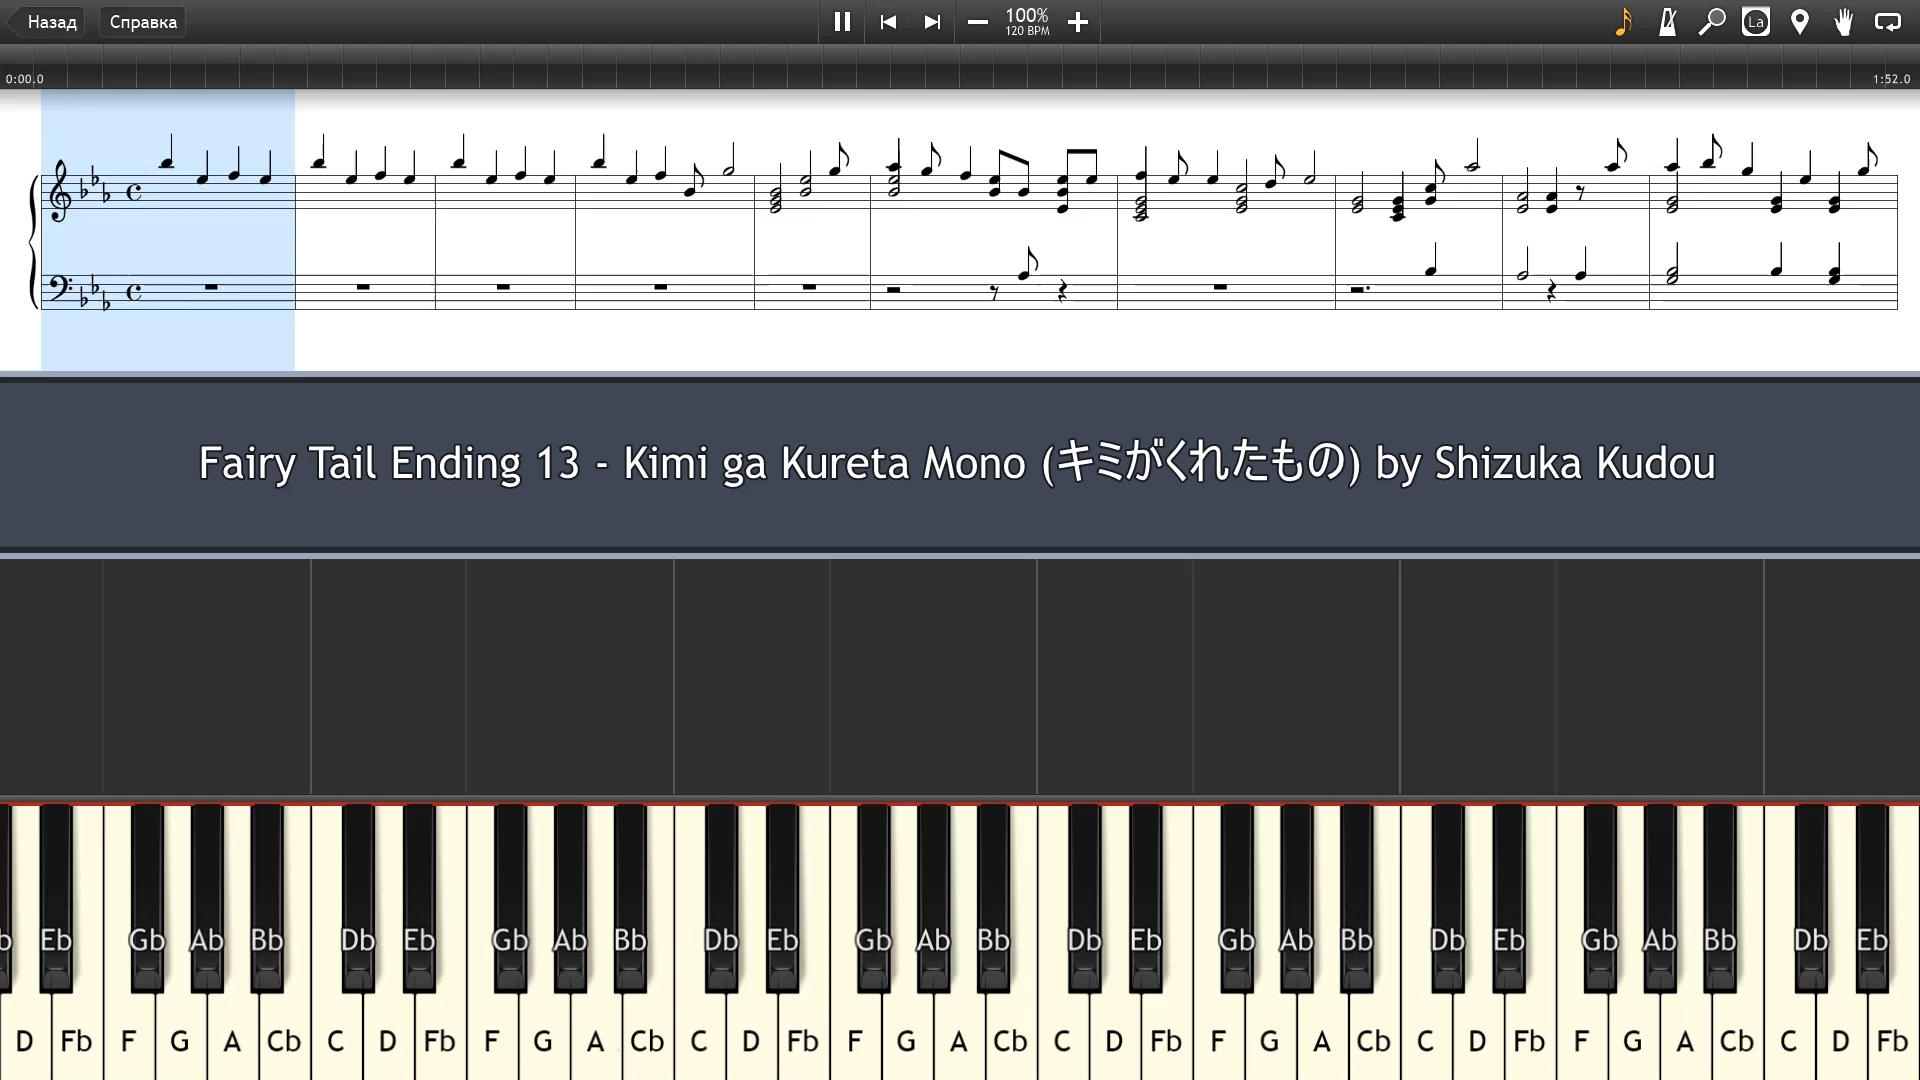 Назад Справка 100% La
120 BPM
0:00.0 1:52.0
Fairy Tail Ending 13 - Kimi ga Kureta Mono (キミがくれたもの) by Shizuka Kudou
b Eb Gb Ab Bb Db Eb Gb Ab Bb Db Eb Gb Ab Bb Db Eb Gb Ab Bb Db Eb Gb Ab Bb Db Eb
D Fb F G A Cb C D Fb F G A Cb C D Fb F G A Cb C D Fb F G A Cb C D Fb F G A Cb C D Fb